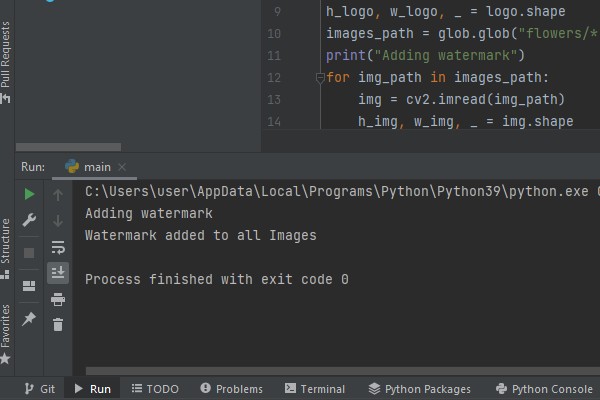 Pull Requests
9 h_logo, w_logo, _ = logo.shape
10 images_path = glob.glob("flowers/*
11 print("Adding watermark")
12 for img_path in images_path:
13 img = cv2.imread(img_path)
14 h_img, w_img, _ = img.shape
Run: main
C:\Users\user\AppData\Local\Programs\Python\Python39\python.exe
Adding watermark
Watermark added to all Images
Process finished with exit code 0
Structure
Favorites
Git Run TODO Problems Terminal Python Packages Python Console